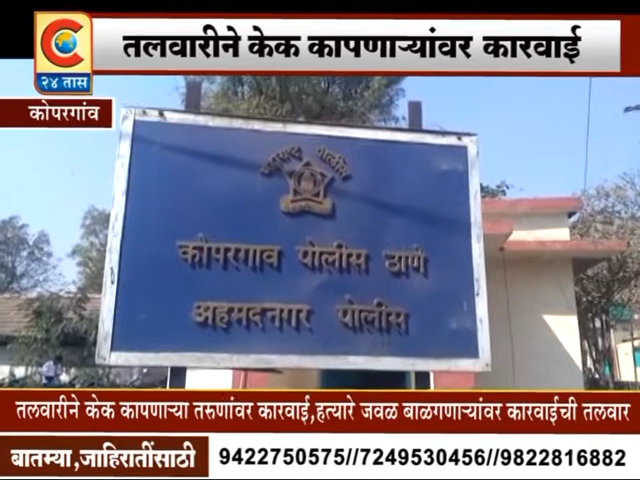 C
२४ तास
तलवारीने केक कापणाऱ्यांवर कारवाई
कोपरगांव
महाराष्ट्र पोलीस
कोपरगाव पोलीस ठाणे
अहमदनगर पोलीस
तलवारीने केक कापणाऱ्या तरुणांवर कारवाई,हत्यारे जवळ बाळगणाऱ्यांवर कारवाईची तलवार
बातम्या,जाहिरातींसाठी
9422750575//7249530456//9822816882